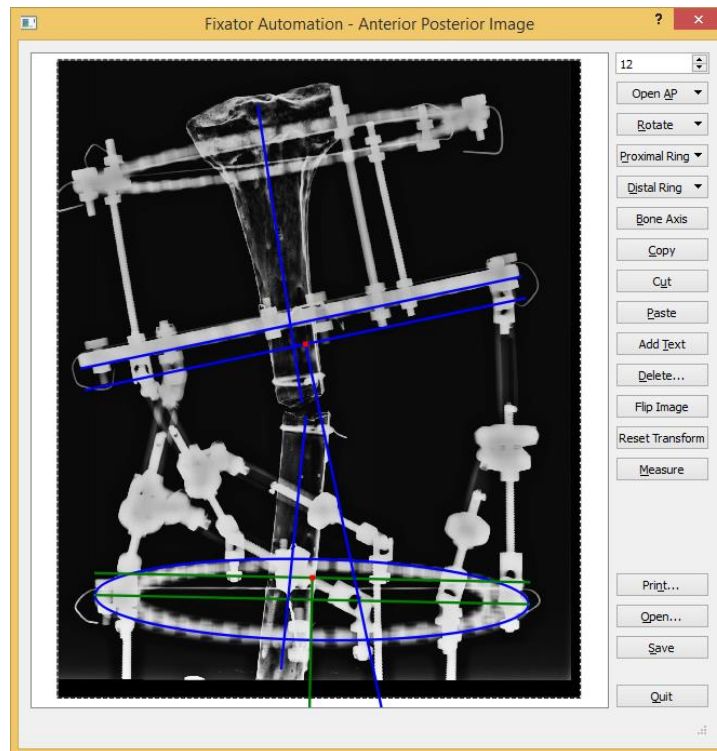 Fixator Automation - Anterior Posterior Image
12
Open AP
Rotate
Proximal Ring
Distal Ring
Bone Axis
Copy
Cut
Paste
Add Text
Delete...
Flip Image
Reset Transform
Measure
Print...
Open...
Save
Quit